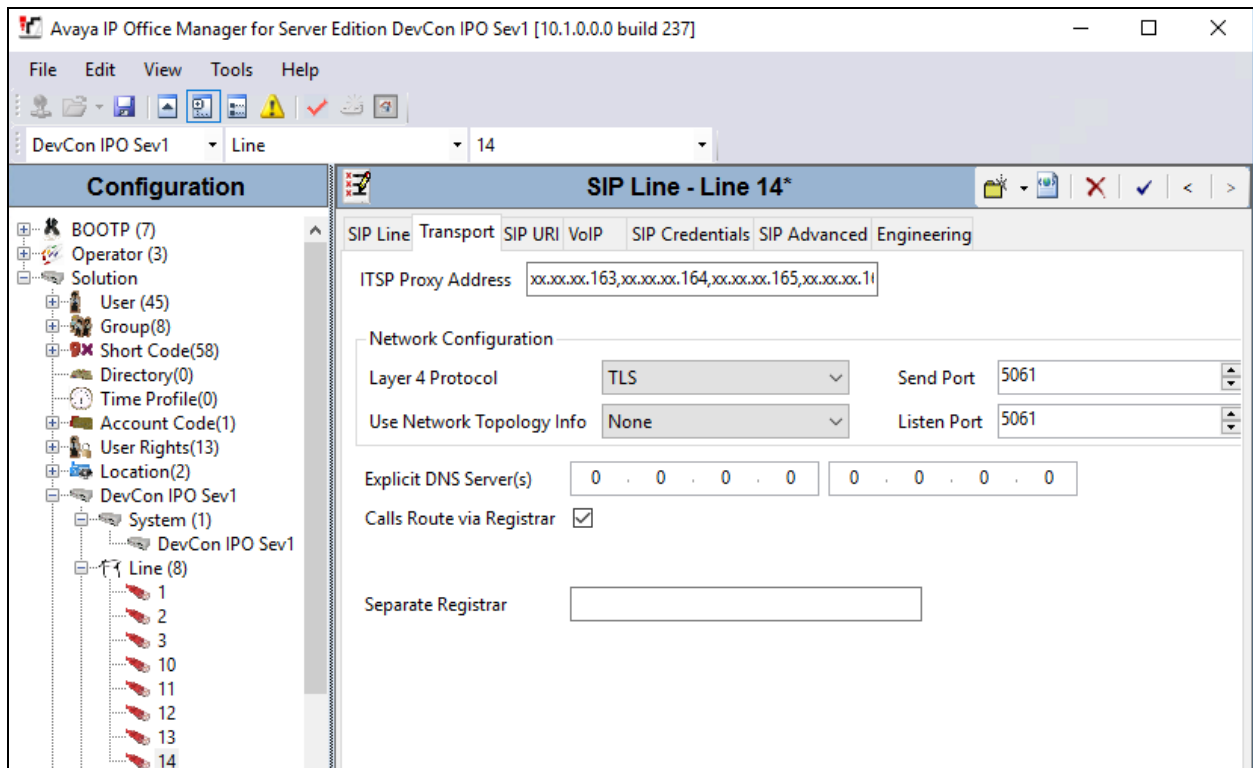 Avaya IP Office Manager for Server Edition DevCon IPO Sev1 [10.1.0.0.0 build 237]
File Edit View Tools Help
DevCon IPO Sev1 Line 14
Configuration
BOOTP (7)
Operator (3)
Solution
User (45)
Group(8)
Short Code(58)
Directory(0)
Time Profile(0)
Account Code(1)
User Rights(13)
Location(2)
DevCon IPO Sev1
System (1)
DevCon IPO Sev1
Line (8)
1
2
3
10
11
12
13
14
SIP Line - Line 14*
SIP Line Transport SIP URI VoIP SIP Credentials SIP Advanced Engineering
ITSP Proxy Address xx.xx.xx.163,xx.xx.xx.164,xx.xx.xx.165,xx.xx.xx.1
Network Configuration
Layer 4 Protocol TLS Send Port 5061
Use Network Topology Info None Listen Port 5061
Explicit DNS Server(s) 0 . 0 . 0 . 0 0 . 0 . 0 . 0
Calls Route via Registrar
Separate Registrar